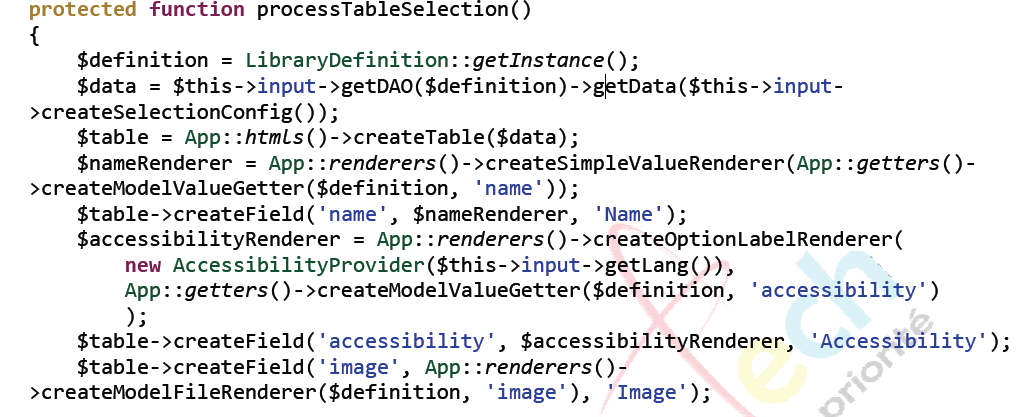 protected function processTableSelection()
{
$definition = LibraryDefinition::getInstance();
$data = $this->input->getDAO($definition)->getData($this->input-
>createSelectionConfig());
$table = App::htmls()->createTable($data);
$nameRenderer = App::renderers()->createSimpleValueRenderer(App::getters()-
>createModelValueGetter($definition, 'name'));
$table->createField('name', $nameRenderer, 'Name');
$accessibilityRenderer = App::renderers()->createOptionLabelRenderer(
new AccessibilityProvider($this->input->getLang()),
App::getters()->createModelValueGetter($definition, 'accessibility')
);
$table->createField('accessibility', $accessibilityRenderer, 'Accessibility');
$table->createField('image', App::renderers()-
>createModelFileRenderer($definition, 'image'), 'Image');
ech
priorité